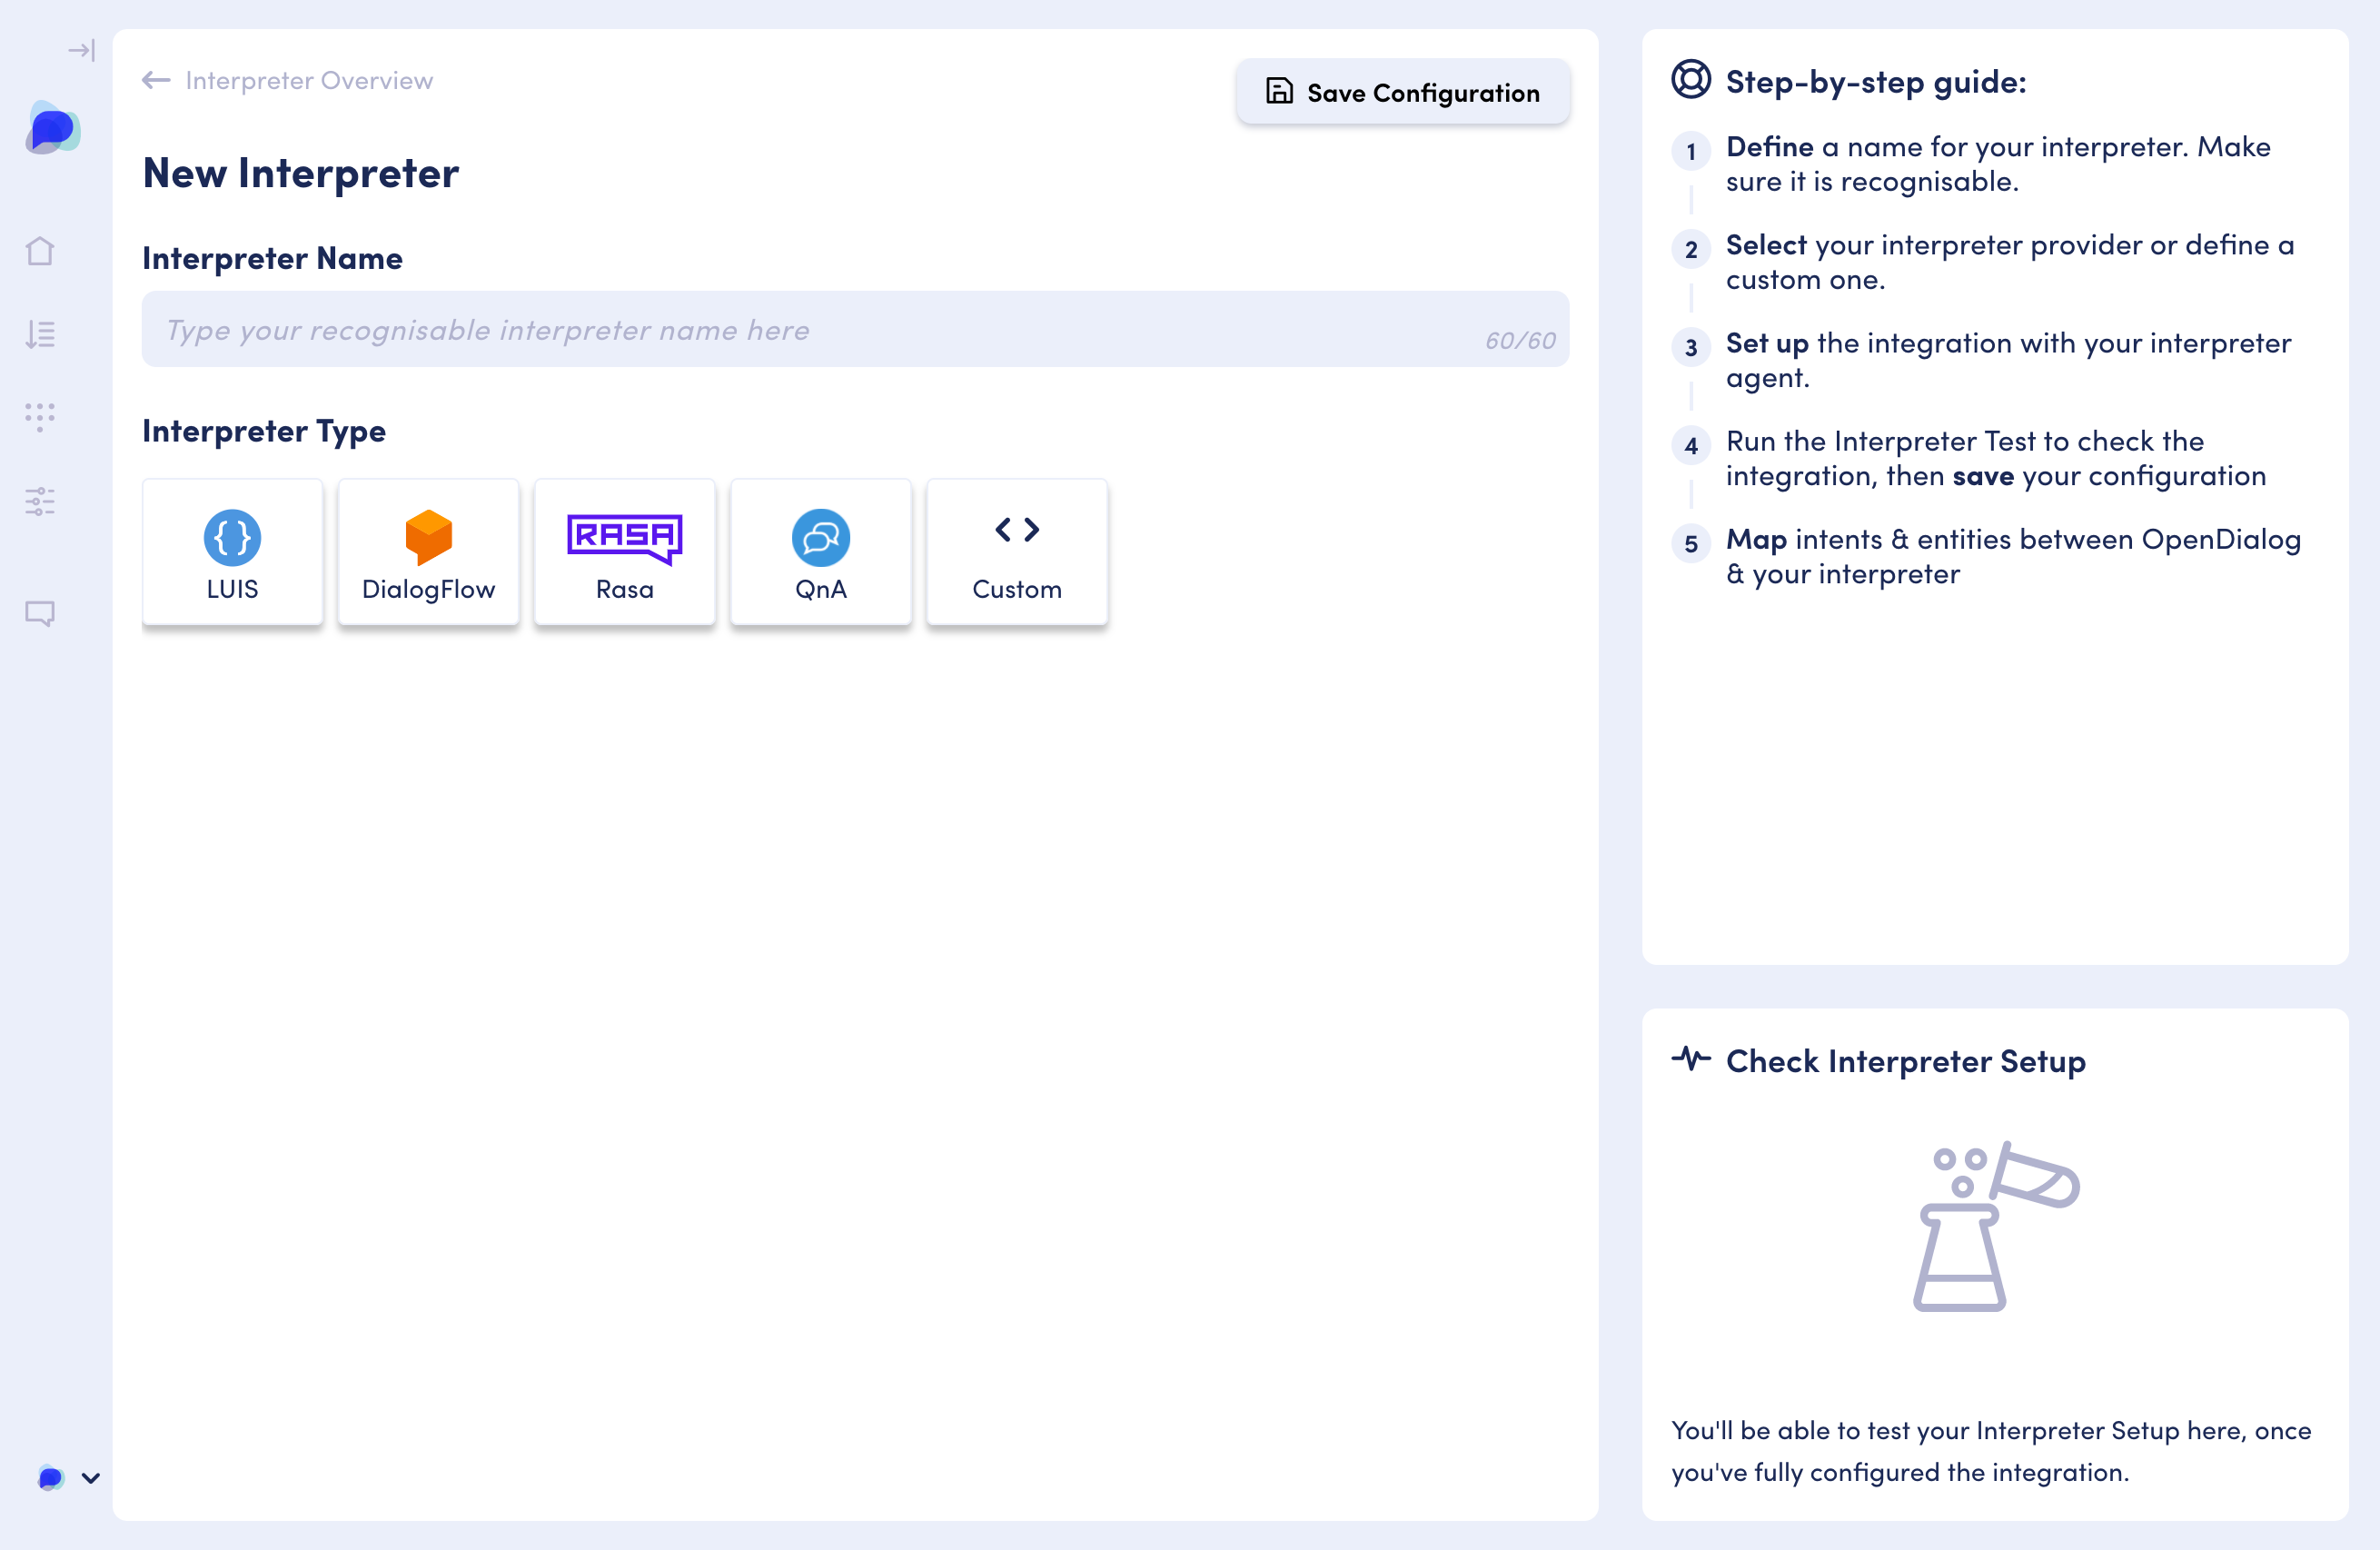 Interpreter Overview
Save Configuration
New Interpreter
Interpreter Name
Type your recognisable interpreter name here
60/60
Interpreter Type
LUIS
DialogFlow
RASA
Rasa
QnA
Custom
Step-by-step guide:
1 Define a name for your interpreter. Make
sure it is recognisable.
2 Select your interpreter provider or define a
custom one.
3 Set up the integration with your interpreter
agent.
4 Run the Interpreter Test to check the
integration, then save your configuration
5 Map intents & entities between OpenDialog
& your interpreter
Check Interpreter Setup
You'll be able to test your Interpreter Setup here, once
you've fully configured the integration.